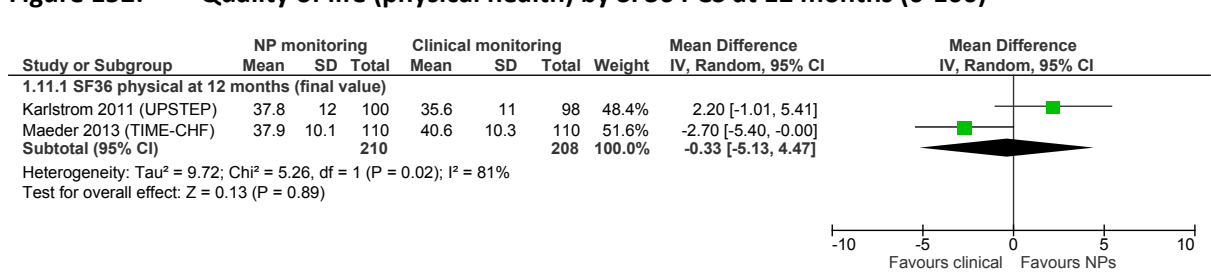 Figure 152: Quality of life (physical health) by SF36 PCS at 12 months (0-100)
NP monitoring Clinical monitoring Mean Difference Mean Difference
Study or Subgroup Mean SD Total Mean SD Total Weight IV, Random, 95% CI IV, Random, 95% CI
1.11.1 SF36 physical at 12 months (final value)
Karlstrom 2011 (UPSTEP) 37.8 12 100 35.6 11 98 48.4% 2.20 [-1.01, 5.41]
Maeder 2013 (TIME-CHF) 37.9 10.1 110 40.6 10.3 110 51.6% -2.70 [-5.40, -0.00]
Subtotal (95% CI) 210 208 100.0% -0.33 [-5.13, 4.47]
Heterogeneity: Tau² = 9.72; Chi² = 5.26, df = 1 (P = 0.02); I² = 81%
Test for overall effect: Z = 0.13 (P = 0.89)
-10 -5 0 5 10
Favours clinical Favours NPs